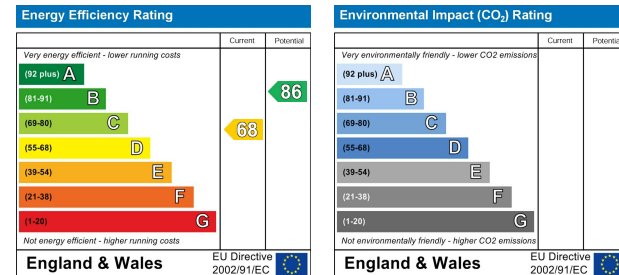 Energy Efficiency Rating
Current Potential
Very energy efficient - lower running costs
(92 plus) A
(81-91) B
(69-80) C
(55-68) D
(39-54) E
(21-38) F
(1-20) G
68
86
Not energy efficient - higher running costs
England & Wales
EU Directive
2002/91/EC
Environmental Impact (CO₂) Rating
Current Potentia
Very environmentally friendly - lower CO2 emissions
(92 plus) A
(81-91) B
(69-80) C
(55-68) D
(39-54) E
(21-38) F
(1-20) G
Not environmentally friendly - higher CO2 emissions
England & Wales
EU Directive
2002/91/EC